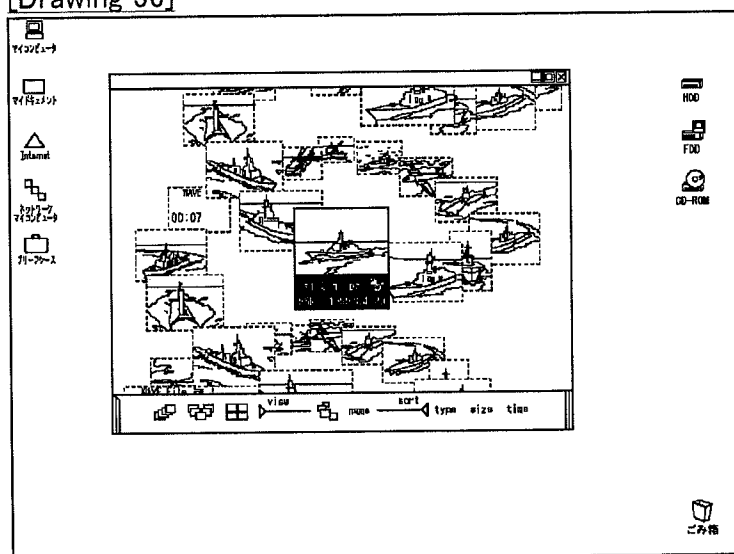 [Drawing 30]
マイコンピュータ
マイドキュメント
Internet
ネットワーク
マイコンピュータ
ブリーフケース
HDD
FDD
CD-ROM
ごみ箱
WAVE
00:07
view
sort
type size time